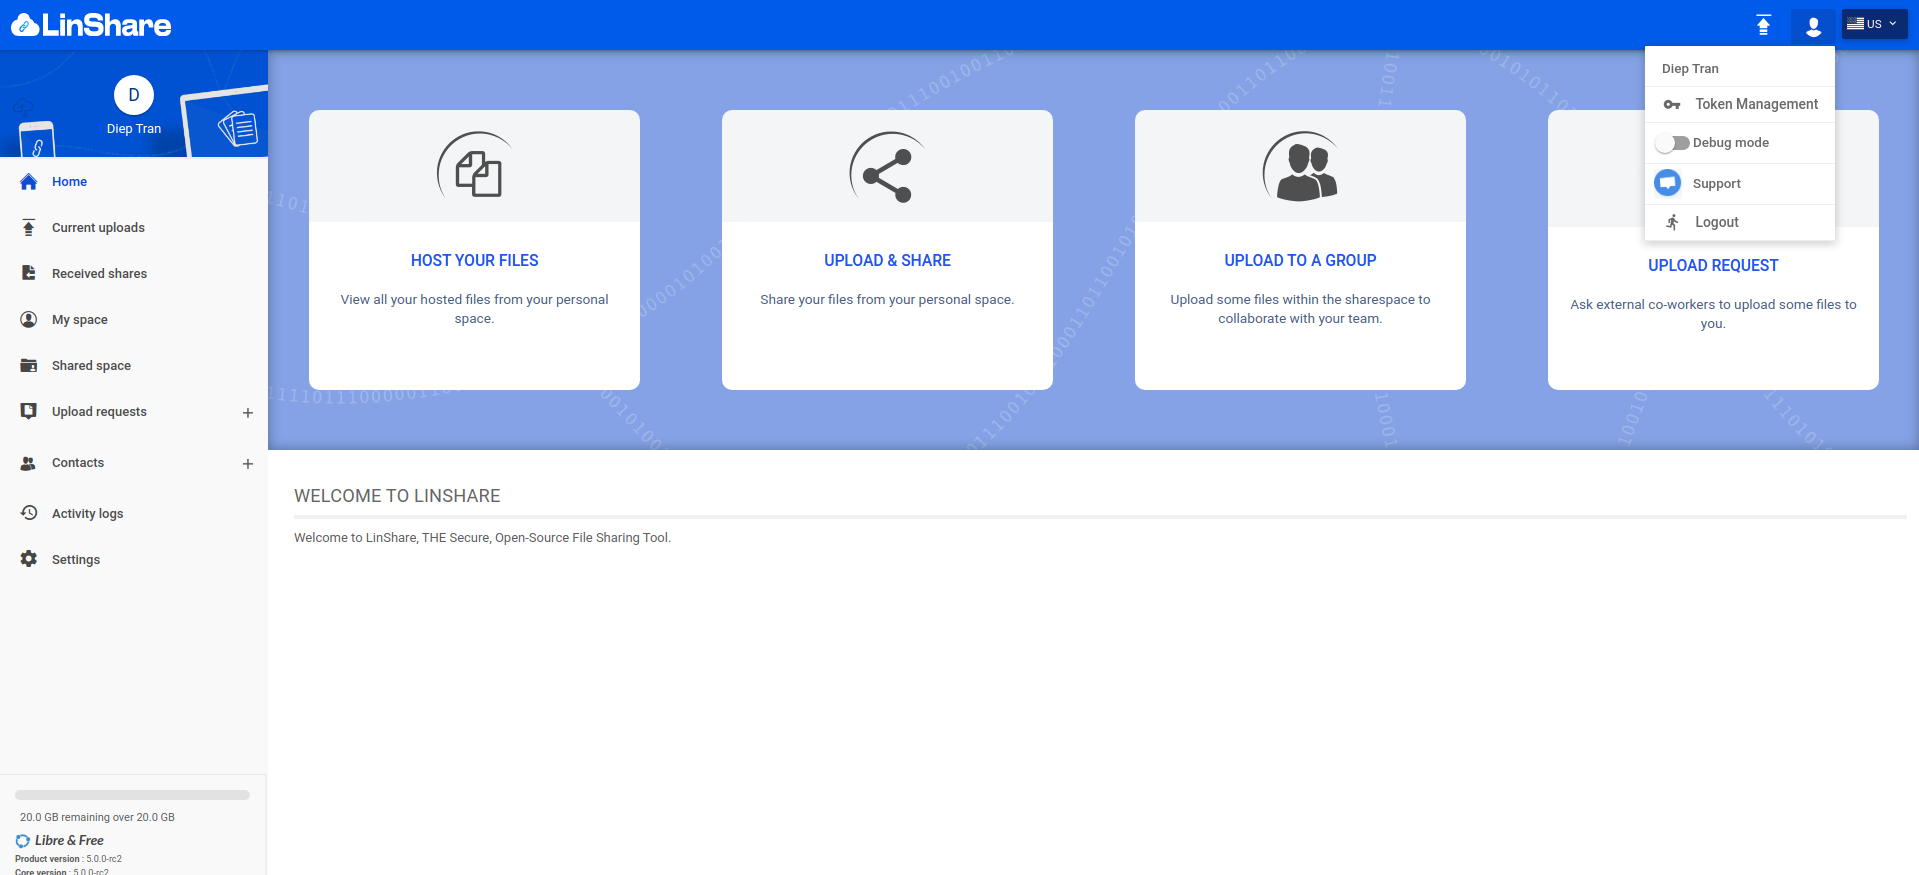 LinShare
US
D
Diep Tran
Diep Tran
Token Management
Debug mode
Support
Logout
Home
Current uploads
Received shares
My space
Shared space
Upload requests
Contacts
Activity logs
Settings
HOST YOUR FILES
View all your hosted files from your personal
space.
UPLOAD & SHARE
Share your files from your personal space.
UPLOAD TO A GROUP
Upload some files within the sharespace to
collaborate with your team.
UPLOAD REQUEST
Ask external co-workers to upload some files to
you.
WELCOME TO LINSHARE
Welcome to LinShare, THE Secure, Open-Source File Sharing Tool.
20.0 GB remaining over 20.0 GB
Libre & Free
Product version : 5.0.0-rc2
Core version : 5.0.0-rc2